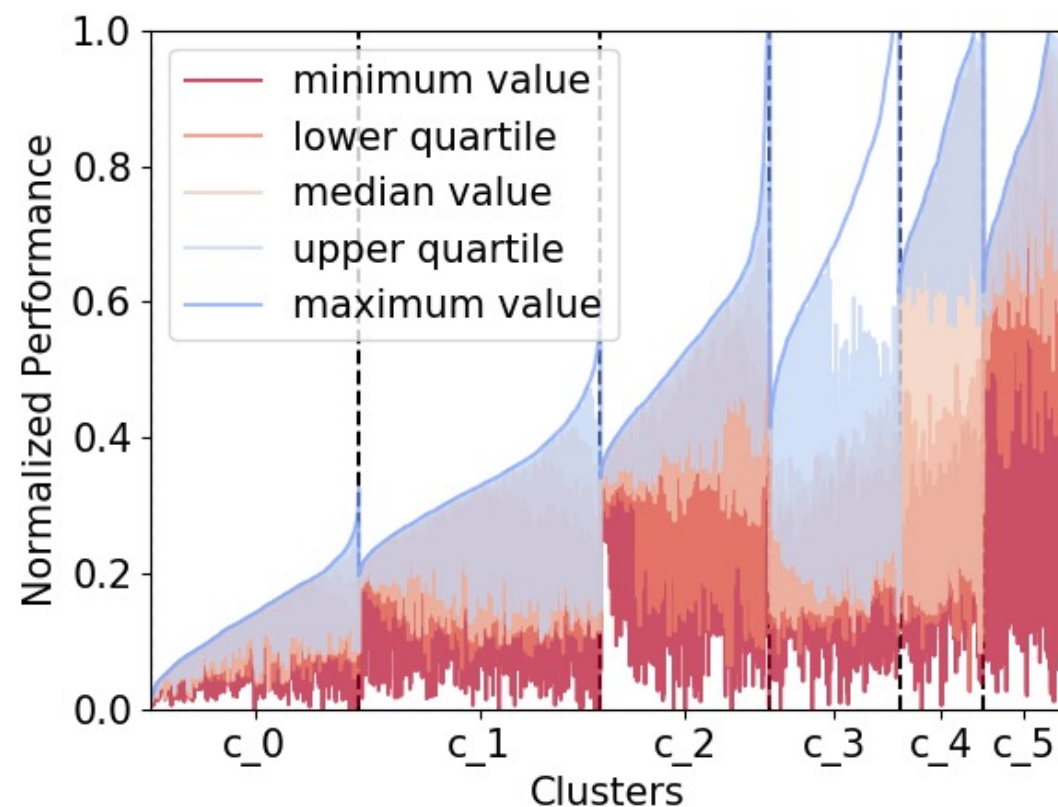 1.0
0.8
0.6
0.4
0.2
0.0
Normalized Performance
minimum value
lower quartile
median value
upper quartile
maximum value
c_0 c_1 c_2 c_3 c_4 c_5
Clusters